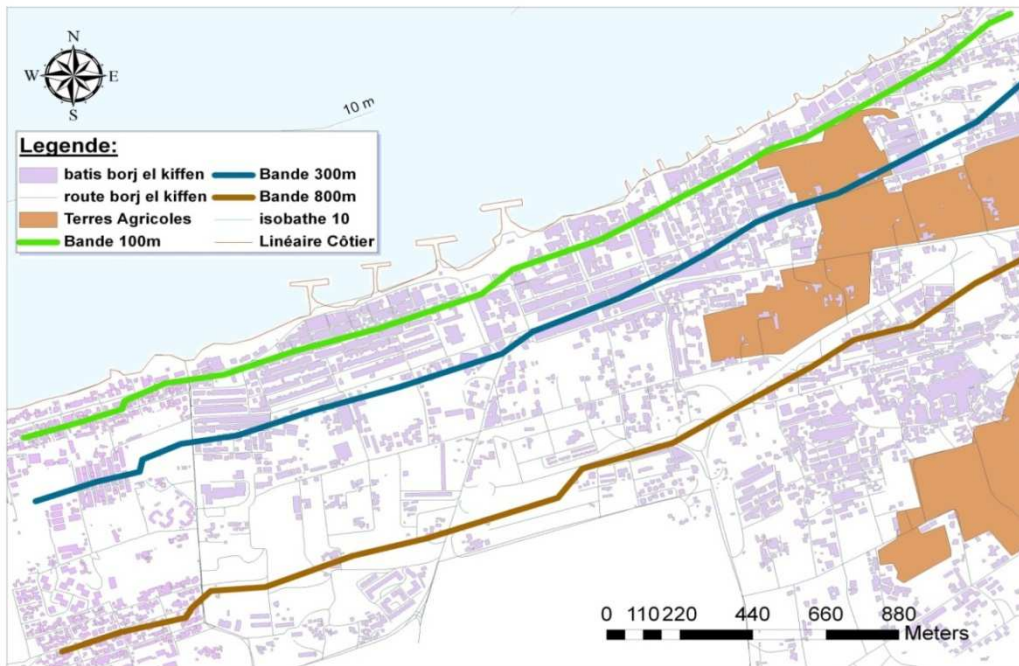 N
W E
S
10 m
Legende:
batis borj el kiffen Bande 300m
route borj el kiffen Bande 800m
Terres Agricoles isobathe 10
Bande 100m Linéaire Côtier
0 110 220 440 660 880
Meters